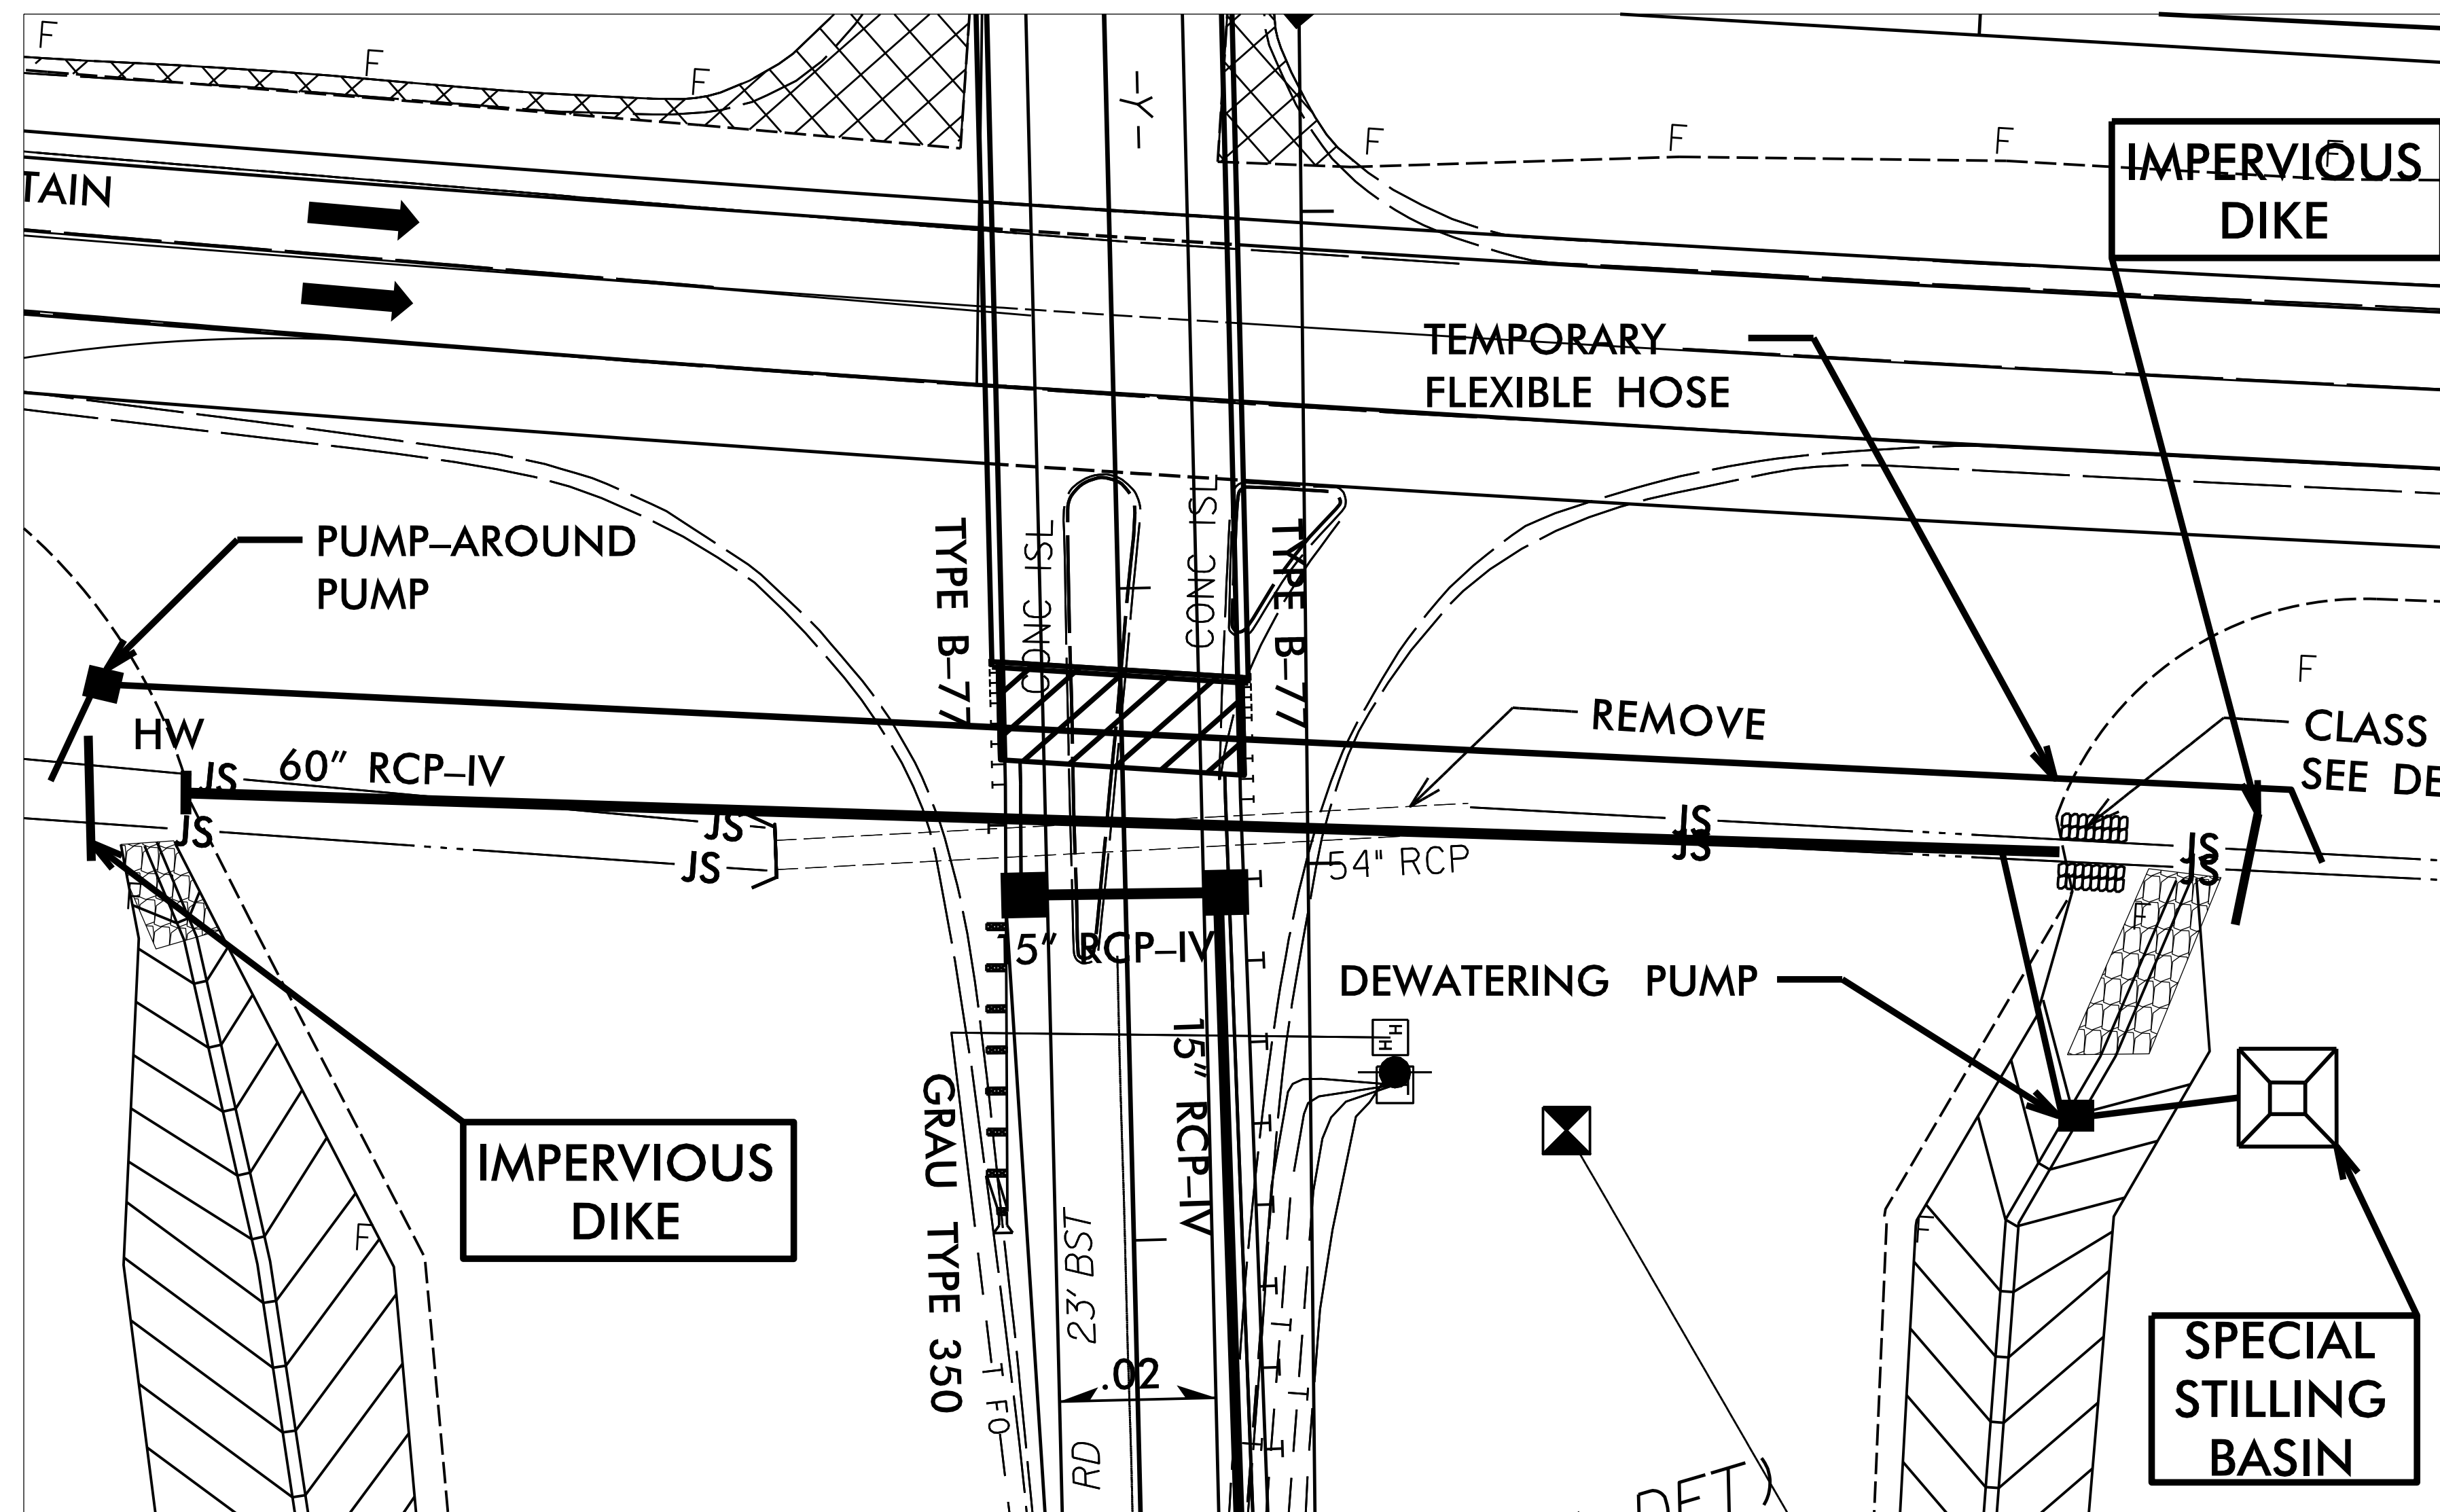 F
F
F
-Y-
F
F
F
F
IMPERVIOUS
DIKE
TAIN
TEMPORARY
FLEXIBLE HOSE
PUMP-AROUND
PUMP
TYPE B-77
CONC ISL
CONC ISL
TYPE B-77
F
HW
REMOVE
CLASS
SEE DE
JS
60" RCP-IV
JS
JS
JS
JS
JS
54" RCP
JS
JS
F
F
15" RCP-IV
DEWATERING PUMP
15" RCP-IV
H
H
GRAU TYPE 350
IMPERVIOUS
DIKE
F
F
23' BST
.02
T FO
RD
SPECIAL
STILLING
BASIN
DET)